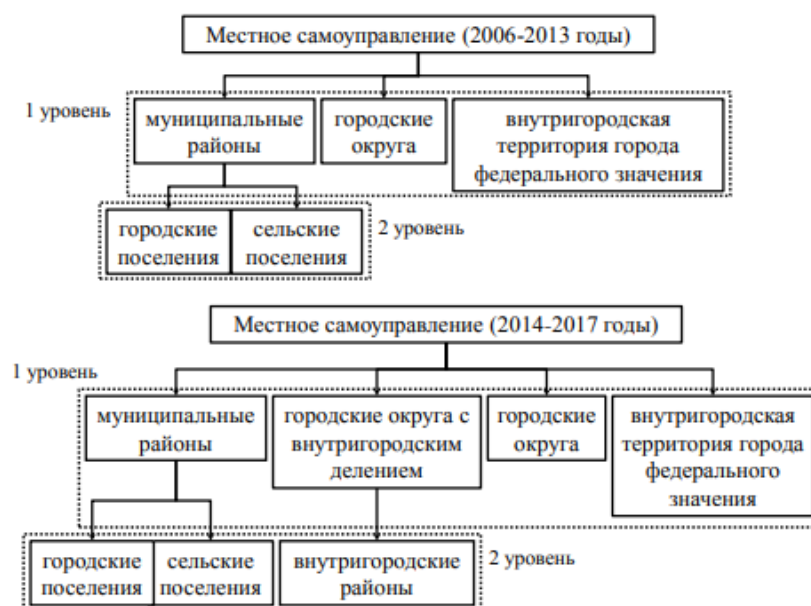 Местное самоуправление (2006-2013 годы)
1 уровень
муниципальные
районы
городские
округа
внутригородская
территория города
федерального значения
городские
поселения
сельские
поселения
2 уровень
Местное самоуправление (2014-2017 годы)
1 уровень
муниципальные
районы
городские округа с
внутригородским
делением
городские
округа
внутригородская
территория города
федерального
значения
городские
поселения
сельские
поселения
внутригородские
районы
2 уровень